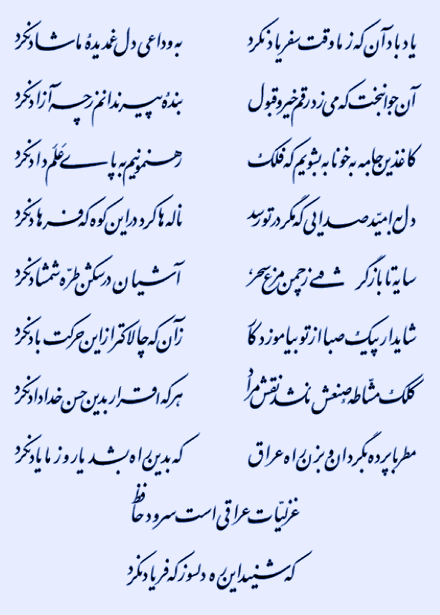 یاد باد آن که ز ما وقت سفر یاد نکرد به وداعی دل غمدیدهٔ ما شاد نکرد
آن جوانبخت که می‌زد رقم خیر و قبول بندهٔ پیر ندانم ز چه آزاد نکرد
کاغذین جامه به خونابه بشویم که فلک رهنمونیم به پای علم داد نکرد
دل به امید صدایی که مگر در تو رسد ناله‌ها کرد در این کوه که فرهاد نکرد
سایه تا بازگرفتی ز چمن مرغ سحر آشیان در شکن طرهٔ شمشاد نکرد
شاید ار پیک صبا از تو بیاموزد کار زان که چالاکتر از این حرکت باد نکرد
کلک مشاطه صنعش نکشد نقش مراد هر که اقرار بدین حسن خداداد نکرد
مطربا پرده بگردان و بزن راه عراق که بدین راه بشد یار و ز ما یاد نکرد
غزلیات عراقی است سرود حافظ
که شنید این ره دلسوز که فریاد نکرد